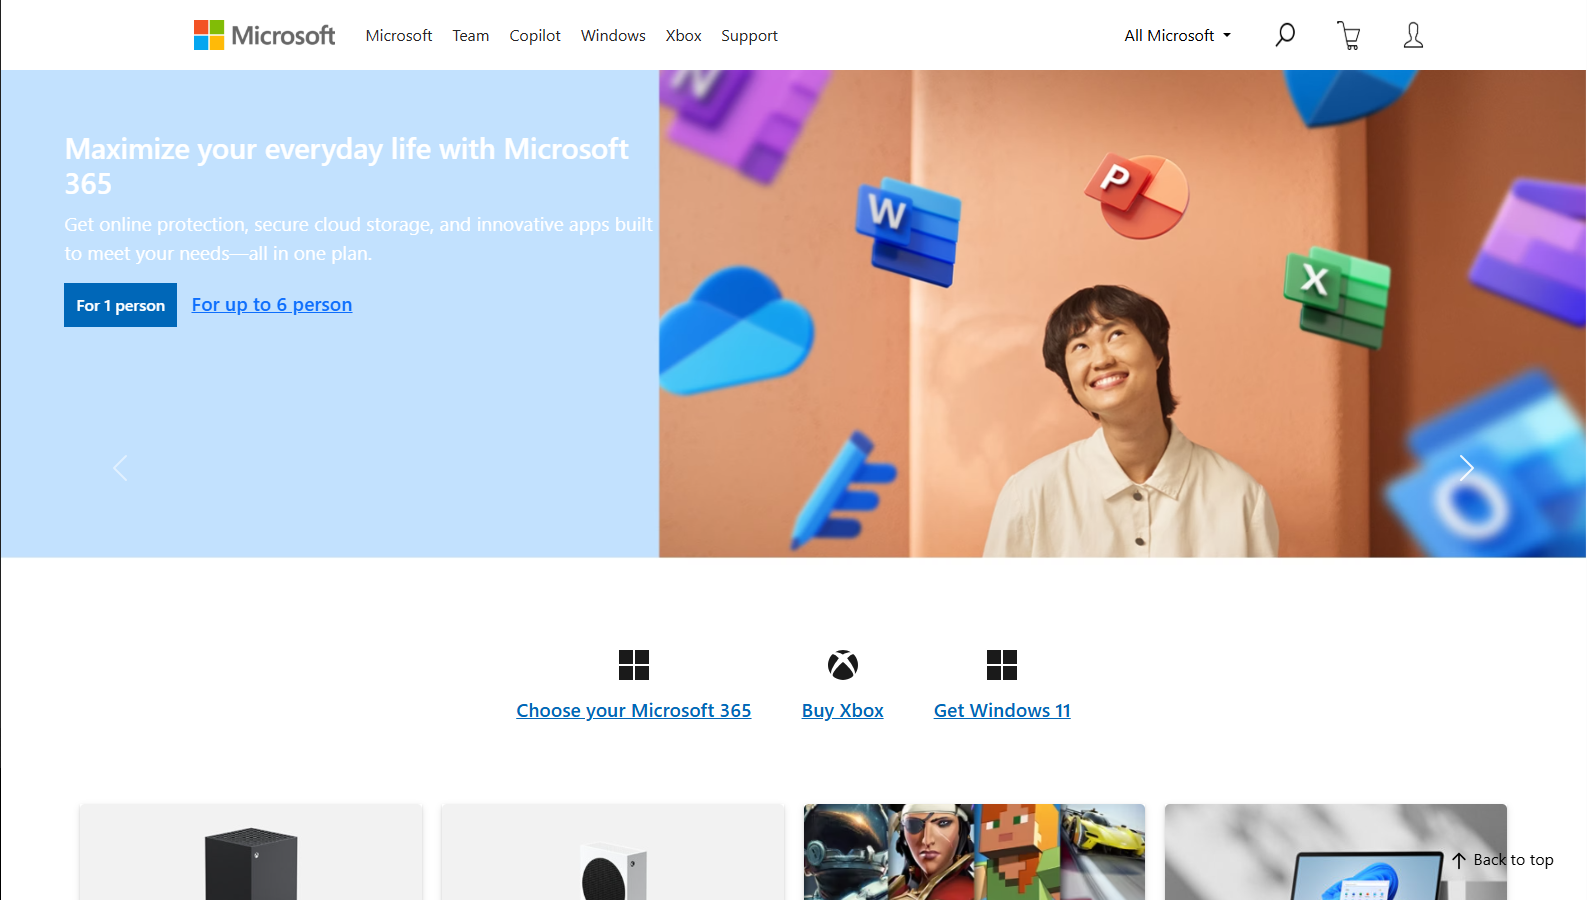 Microsoft
Microsoft Team Copilot Windows Xbox Support
All Microsoft
Maximize your everyday life with Microsoft
365
Get online protection, secure cloud storage, and innovative apps built
to meet your needs—all in one plan.
For 1 person For up to 6 person
N
W
P
X
O
Choose your Microsoft 365 Buy Xbox Get Windows 11
Back to top